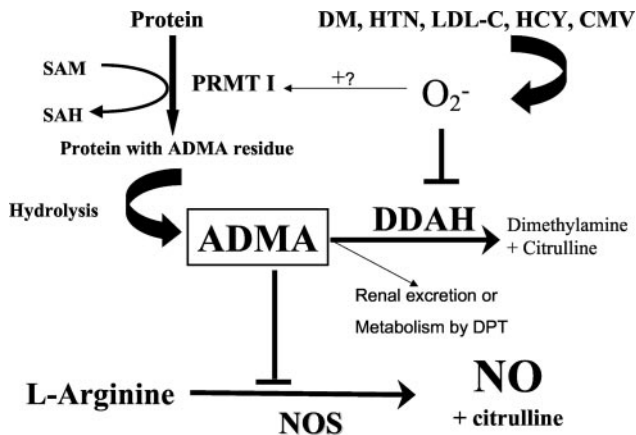 Protein
DM, HTN, LDL-C, HCY, CMV
SAM
PRMT I
+?
O₂⁻
SAH
Protein with ADMA residue
Hydrolysis
ADMA
DDAH
Dimethylamine
+ Citrulline
Renal excretion or
Metabolism by DPT
L-Arginine
NOS
NO
+ citrulline